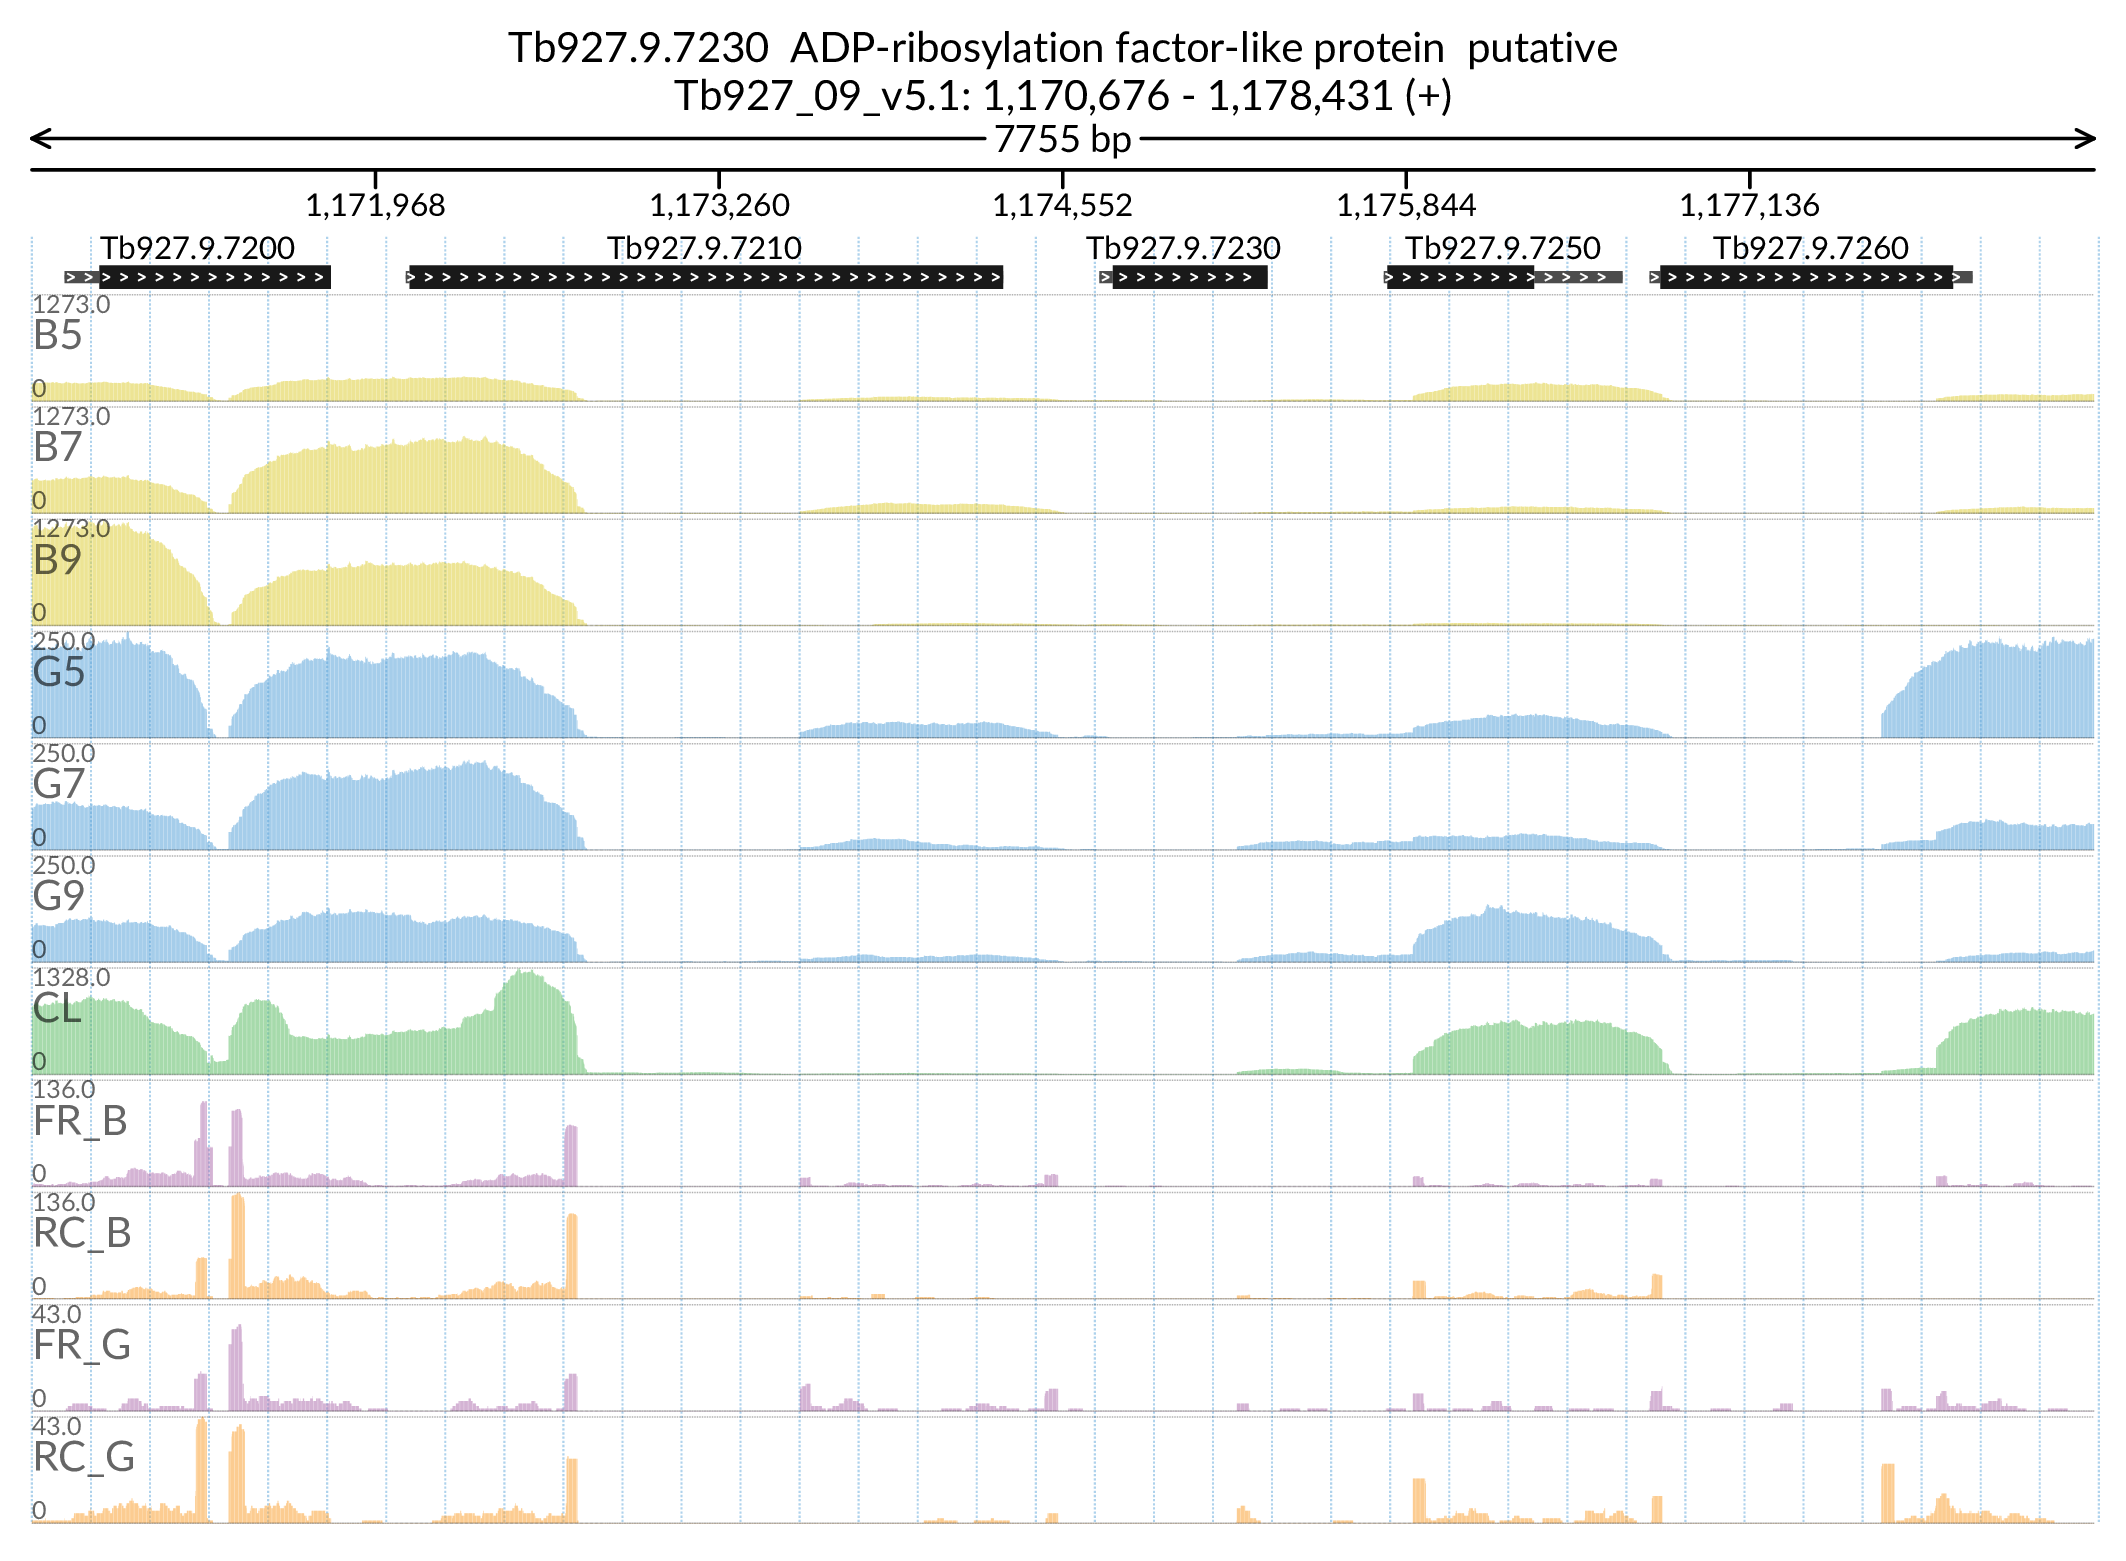 Tb927.9.7230 ADP-ribosylation factor-like protein putative
Tb927_09_v5.1: 1,170,676 - 1,178,431 (+)
7755 bp
1,171,968 1,173,260 1,174,552 1,175,844 1,177,136
Tb927.9.7200 Tb927.9.7210 Tb927.9.7230 Tb927.9.7250 Tb927.9.7260
1273.0
B5
0
1273.0
B7
0
1273.0
B9
0
250.0
G5
0
250.0
G7
0
250.0
G9
0
1328.0
CL
0
136.0
FR_B
0
136.0
RC_B
0
43.0
FR_G
0
43.0
RC_G
0